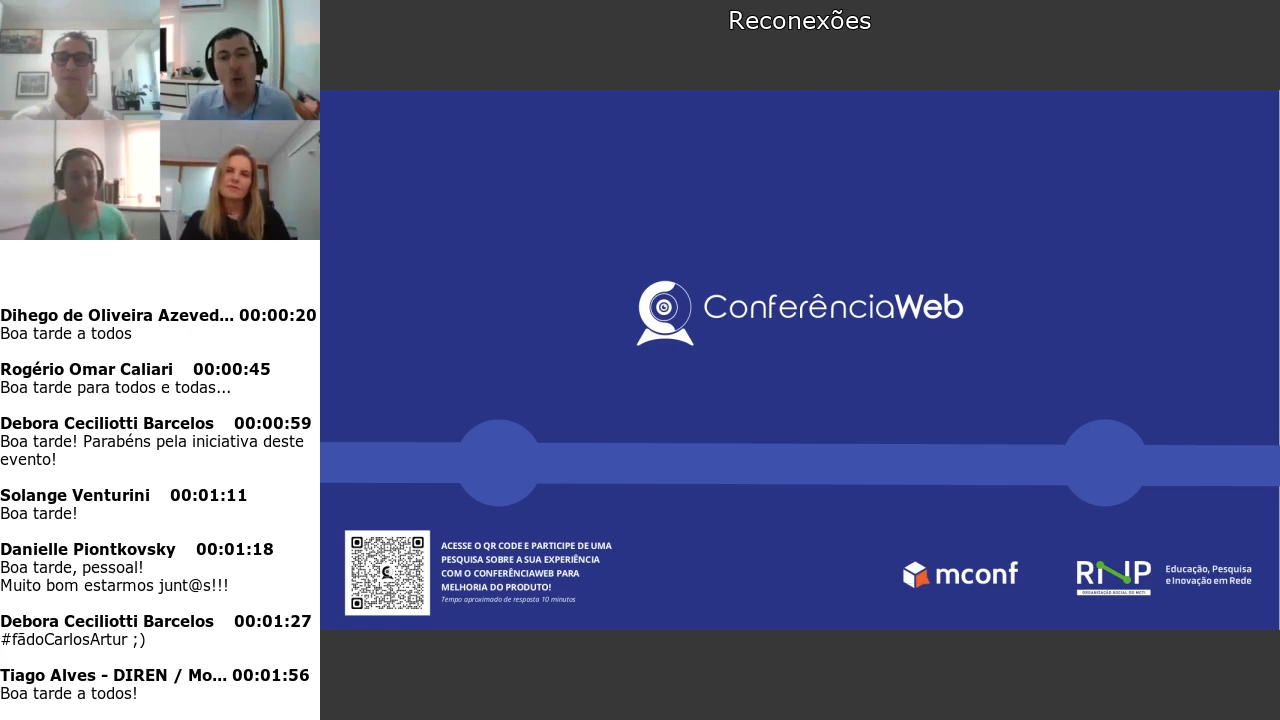 Reconexões
Dihego de Oliveira Azeved... 00:00:20
Boa tarde a todos
Rogério Omar Caliari 00:00:45
Boa tarde para todos e todas...
Debora Ceciliotti Barcelos 00:00:59
Boa tarde! Parabéns pela iniciativa deste
evento!
Solange Venturini 00:01:11
Boa tarde!
Danielle Piontkovsky 00:01:18
Boa tarde, pessoal!
Muito bom estarmos junt@s!!!
Debora Ceciliotti Barcelos 00:01:27
#fãdoCarlosArtur ;)
Tiago Alves - DIREN / Mo... 00:01:56
Boa tarde a todos!
ConferênciaWeb
ACESSE O QR CODE E PARTICIPE DE UMA
PESQUISA SOBRE A SUA EXPERIÊNCIA
COM O CONFERÊNCIAWEB PARA
MELHORIA DO PRODUTO!
Tempo aproximado de resposta 10 minutos
mconf
RNP
ORGANIZAÇÃO SOCIAL DO MCTI
Educação, Pesquisa
e Inovação em Rede